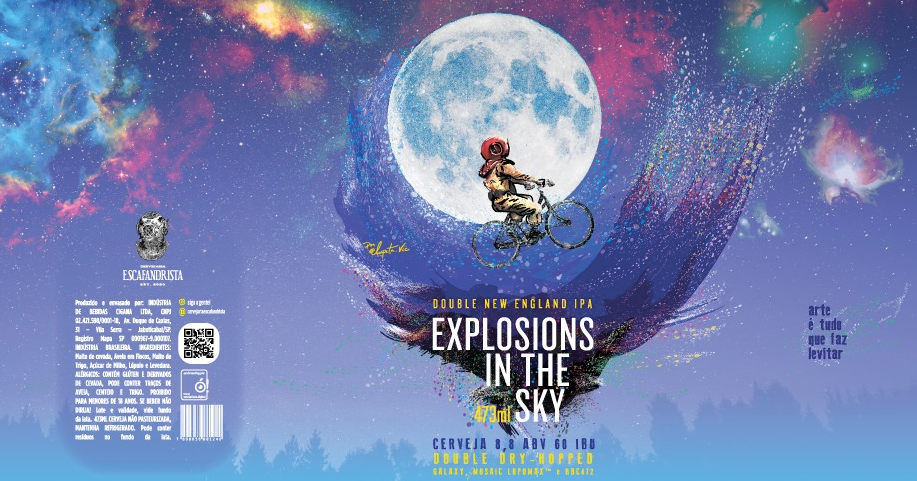 ESCAFANDRISTA
Produzido e envasado por: INDÚSTRIA
DE BEBIDAS CIGANA LTDA, CNPJ
02.421.580/0001-18, Av. Duque de Caxias,
31 – Vila Serra – Jaboticabal/SP.
Registro Mapa SP 000967-9.000107.
INDÚSTRIA BRASILEIRA. INGREDIENTES:
Malte de cevada, Aveia em Flocos, Malte de
Trigo, Açúcar de Milho, Lúpulo e Levedura.
ALÉRGICOS: CONTÉM GLÚTEN E DERIVADOS
DE CEVADA, PODE CONTER TRAÇOS DE
AVEIA, CENTEIO E TRIGO. PROIBIDO
PARA MENORES DE 18 ANOS. SE BEBER NÃO
DIRIJA! Lote e validade, vide fundo
da lata. 473ML CERVEJA NÃO PASTEURIZADA,
MANTENHA REFRIGERADO. Pode conter
resíduos no fundo da lata.
siga a gente!
cervejariaescafandrista
DOUBLE NEW ENGLAND IPA
EXPLOSIONS
IN THE
473ml SKY
CERVEJA 8,8 ABV 60 IBU
DOUBLE DRY-HOPPED
GALAXY, MOSAIC LUPOMAX™ e HBC472
arte
é tudo
que faz
levitar